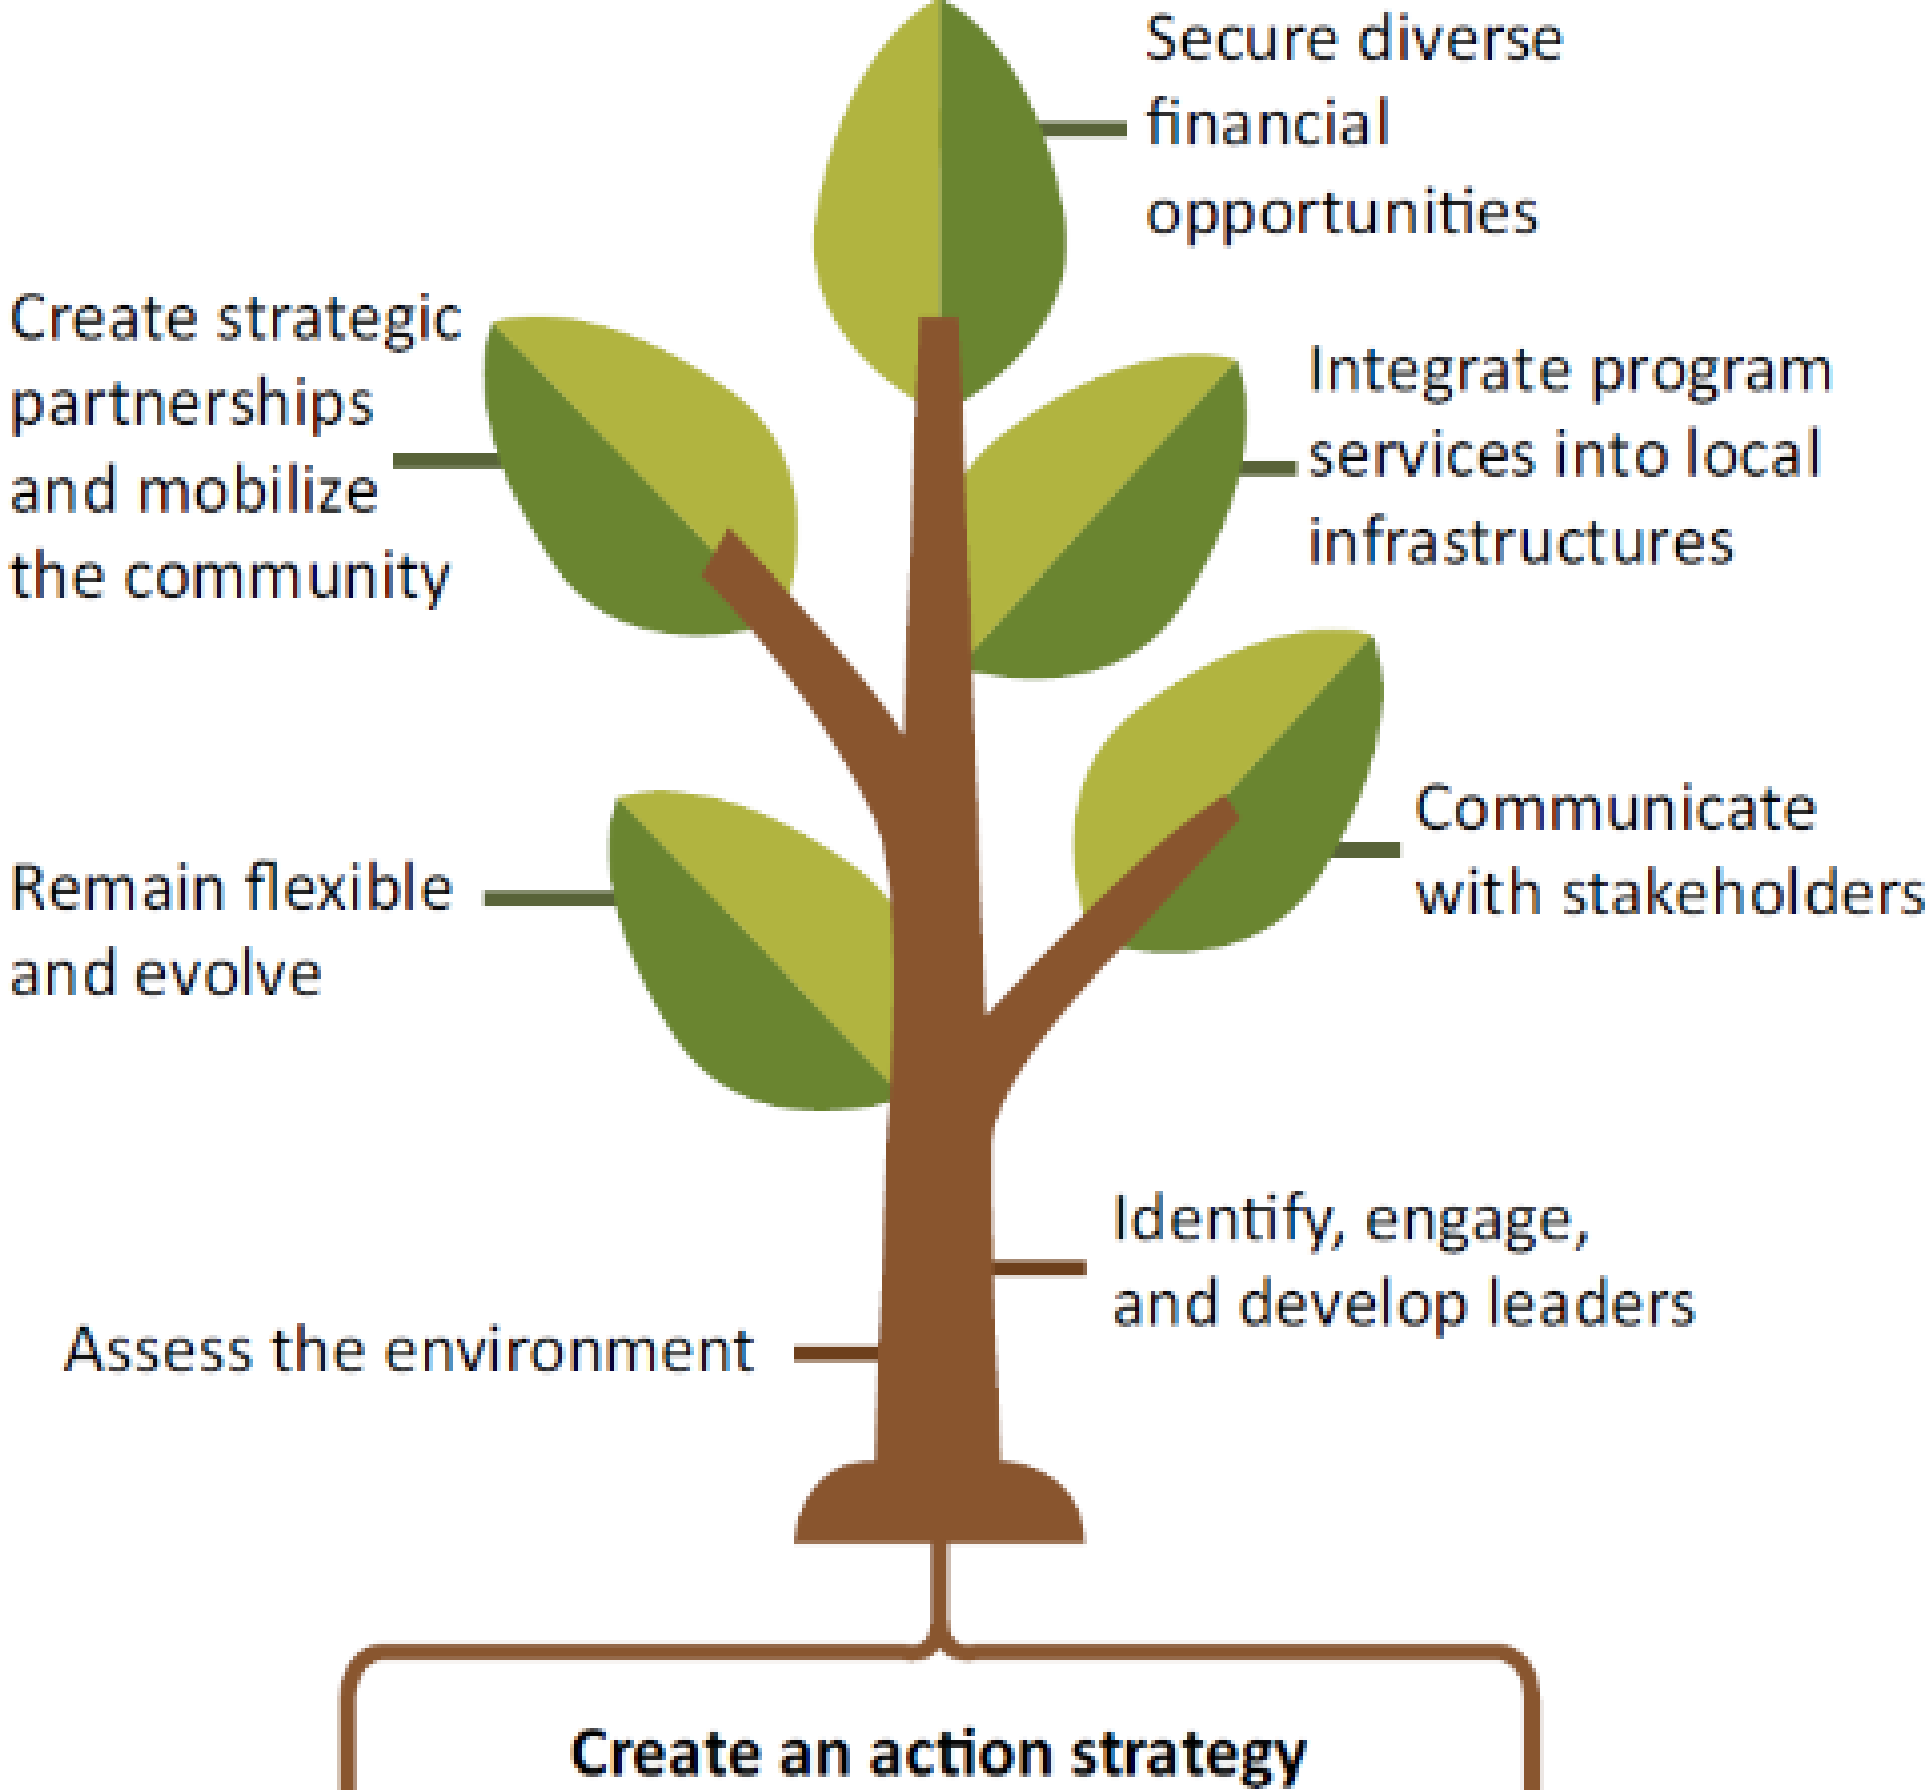 Secure diverse
financial
opportunities
Create strategic
partnerships
and mobilize
the community
Integrate program
services into local
infrastructures
Communicate
with stakeholders
Remain flexible
and evolve
Identify, engage,
and develop leaders
Assess the environment
Create an action strategy